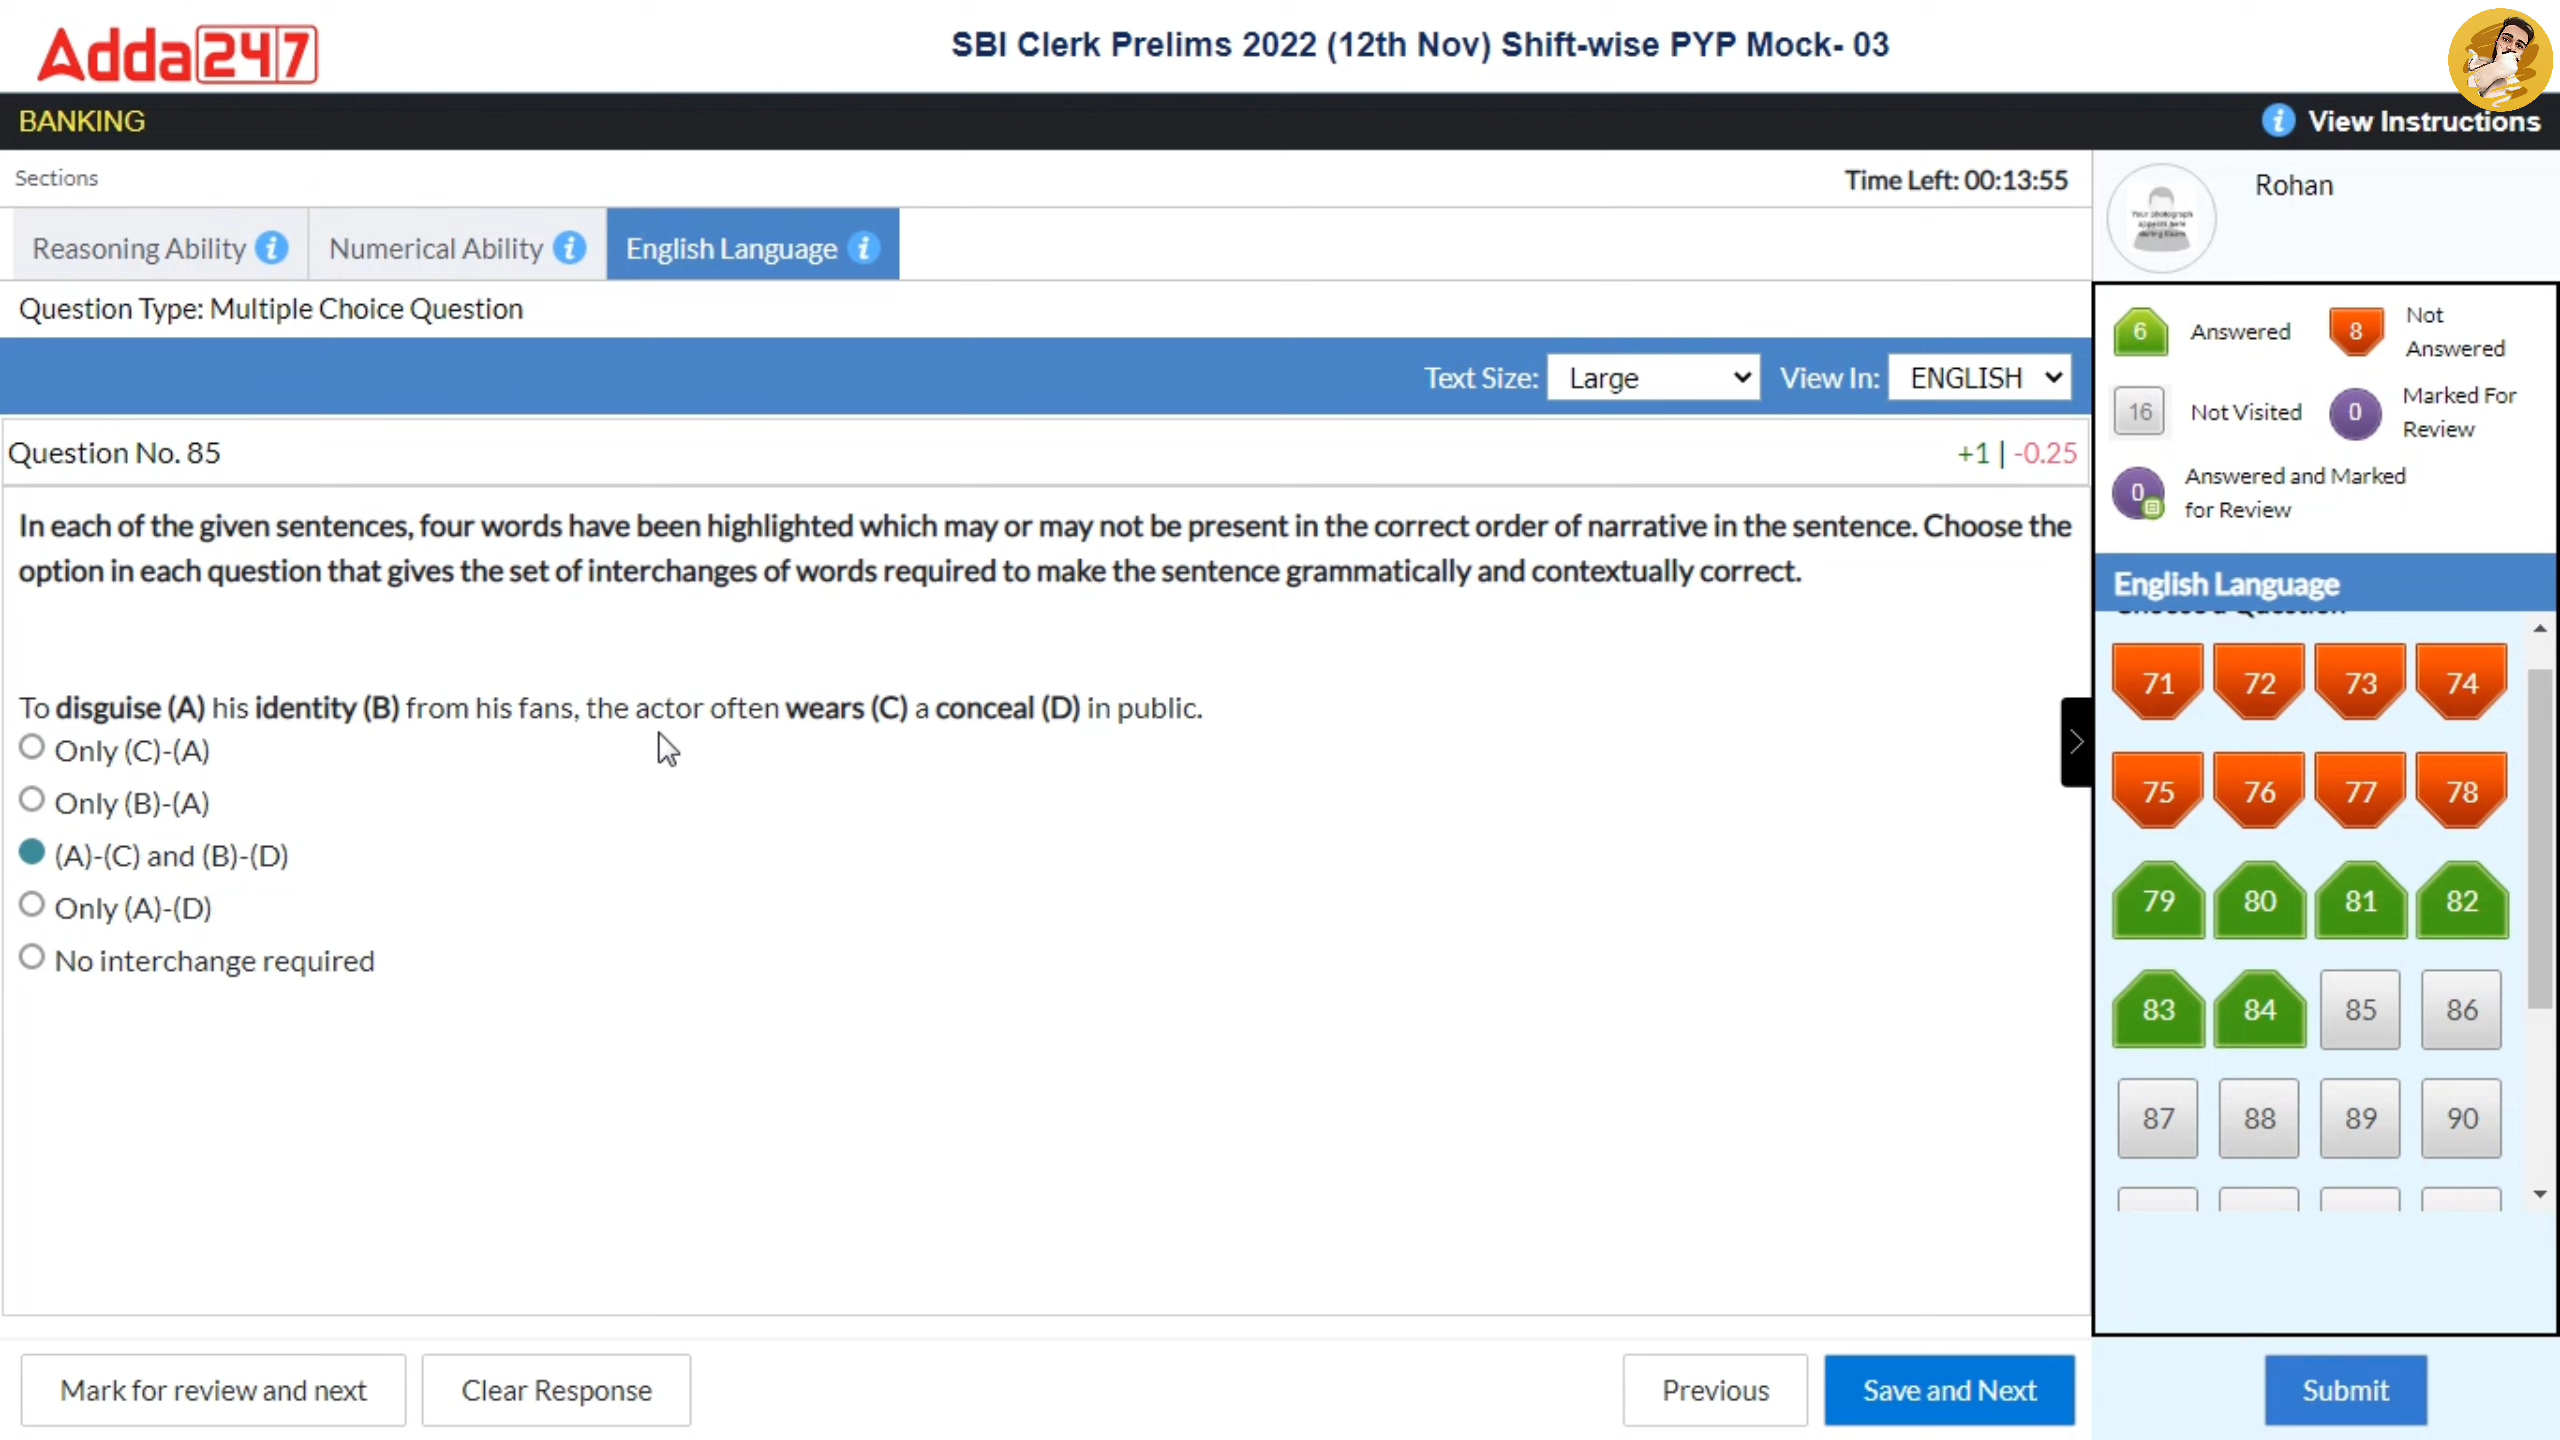 Adda247
SBI Clerk Prelims 2022 (12th Nov) Shift-wise PYP Mock- 03
BANKING
View Instructions
Sections
Time Left: 00:13:55
Rohan
Reasoning Ability
Numerical Ability
English Language
Question Type: Multiple Choice Question
6 Answered
8 Not Answered
16 Not Visited
0 Marked For Review
0 Answered and Marked for Review
Text Size: Large View In: ENGLISH
Question No. 85
+1 | -0.25
In each of the given sentences, four words have been highlighted which may or may not be present in the correct order of narrative in the sentence. Choose the
option in each question that gives the set of interchanges of words required to make the sentence grammatically and contextually correct.
To disguise (A) his identity (B) from his fans, the actor often wears (C) a conceal (D) in public.
Only (C)-(A)
Only (B)-(A)
(A)-(C) and (B)-(D)
Only (A)-(D)
No interchange required
English Language
71 72 73 74
75 76 77 78
79 80 81 82
83 84 85 86
87 88 89 90
Mark for review and next
Clear Response
Previous
Save and Next
Submit